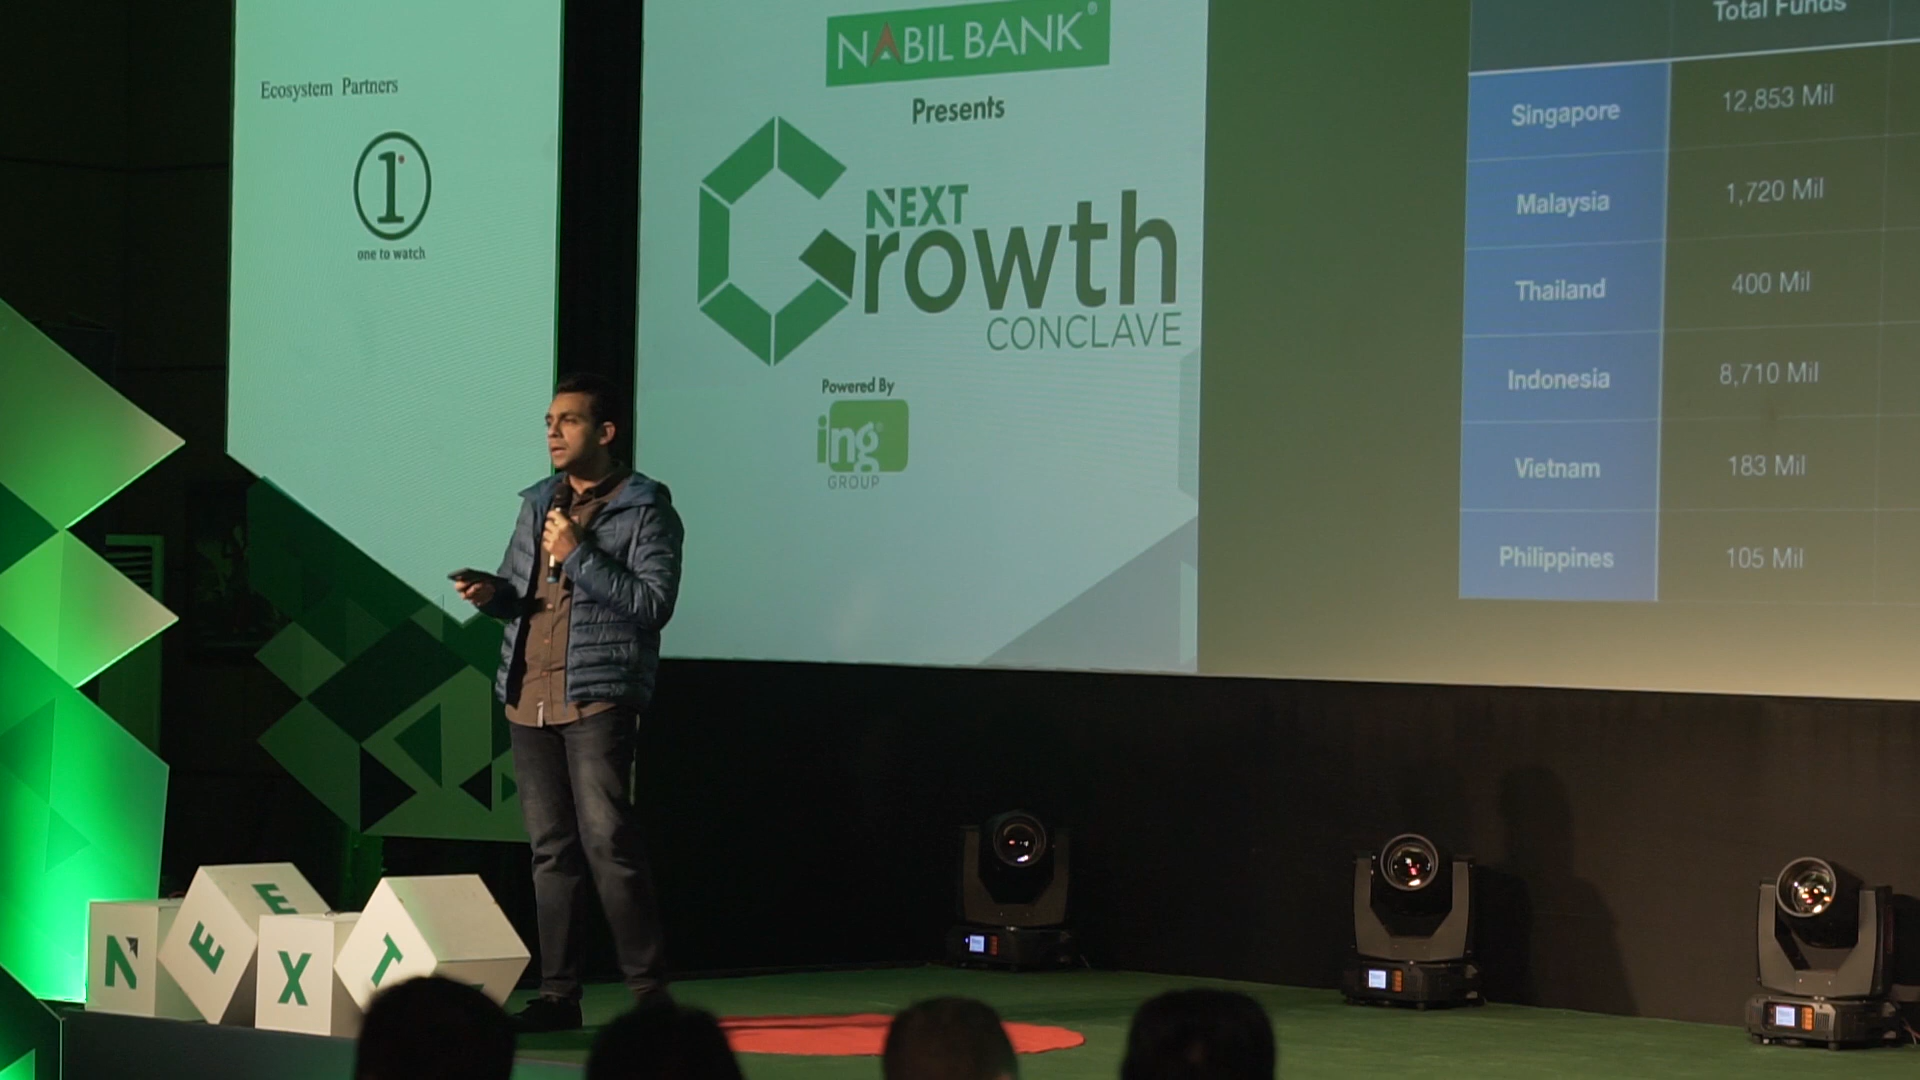 Ecosystem Partners
1
one to watch
NABIL BANK®
Presents
NEXT
Growth
CONCLAVE
Powered By
ing
GROUP
Total Funds
Singapore 12,853 Mil
Malaysia 1,720 Mil
Thailand 400 Mil
Indonesia 8,710 Mil
Vietnam 183 Mil
Philippines 105 Mil
N E E X T